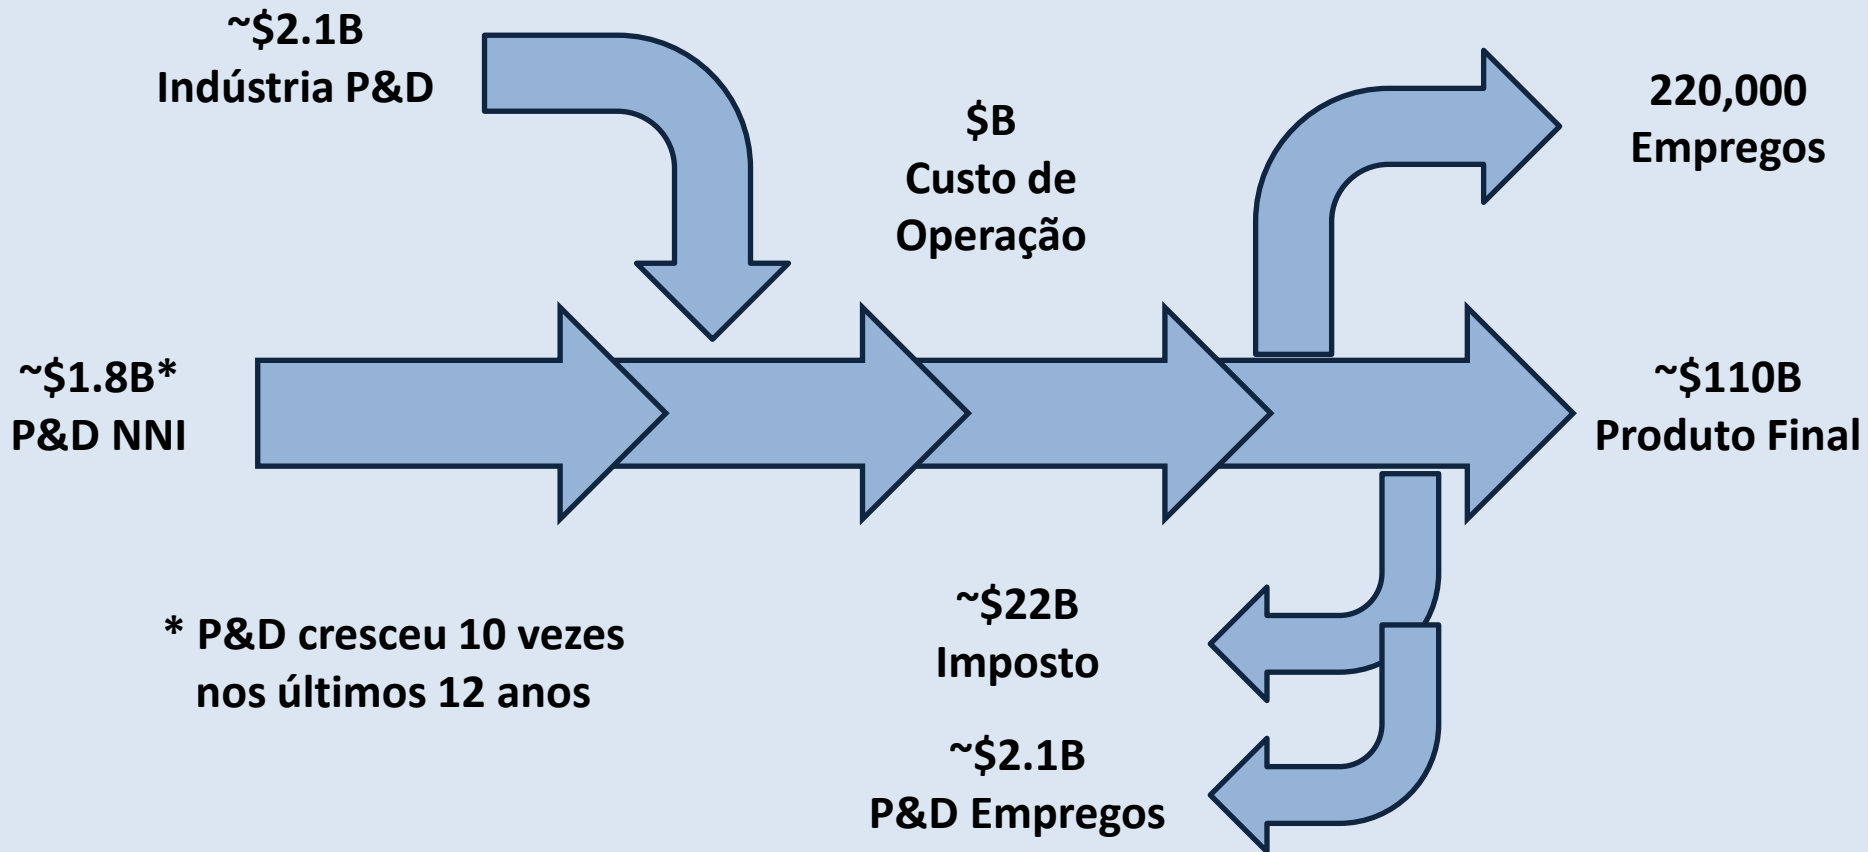 ~$2.1B
Indústria P&D
$B
Custo de
Operação
220,000
Empregos
~$1.8B*
P&D NNI
~$110B
Produto Final
* P&D cresceu 10 vezes
nos últimos 12 anos
~$22B
Imposto
~$2.1B
P&D Empregos